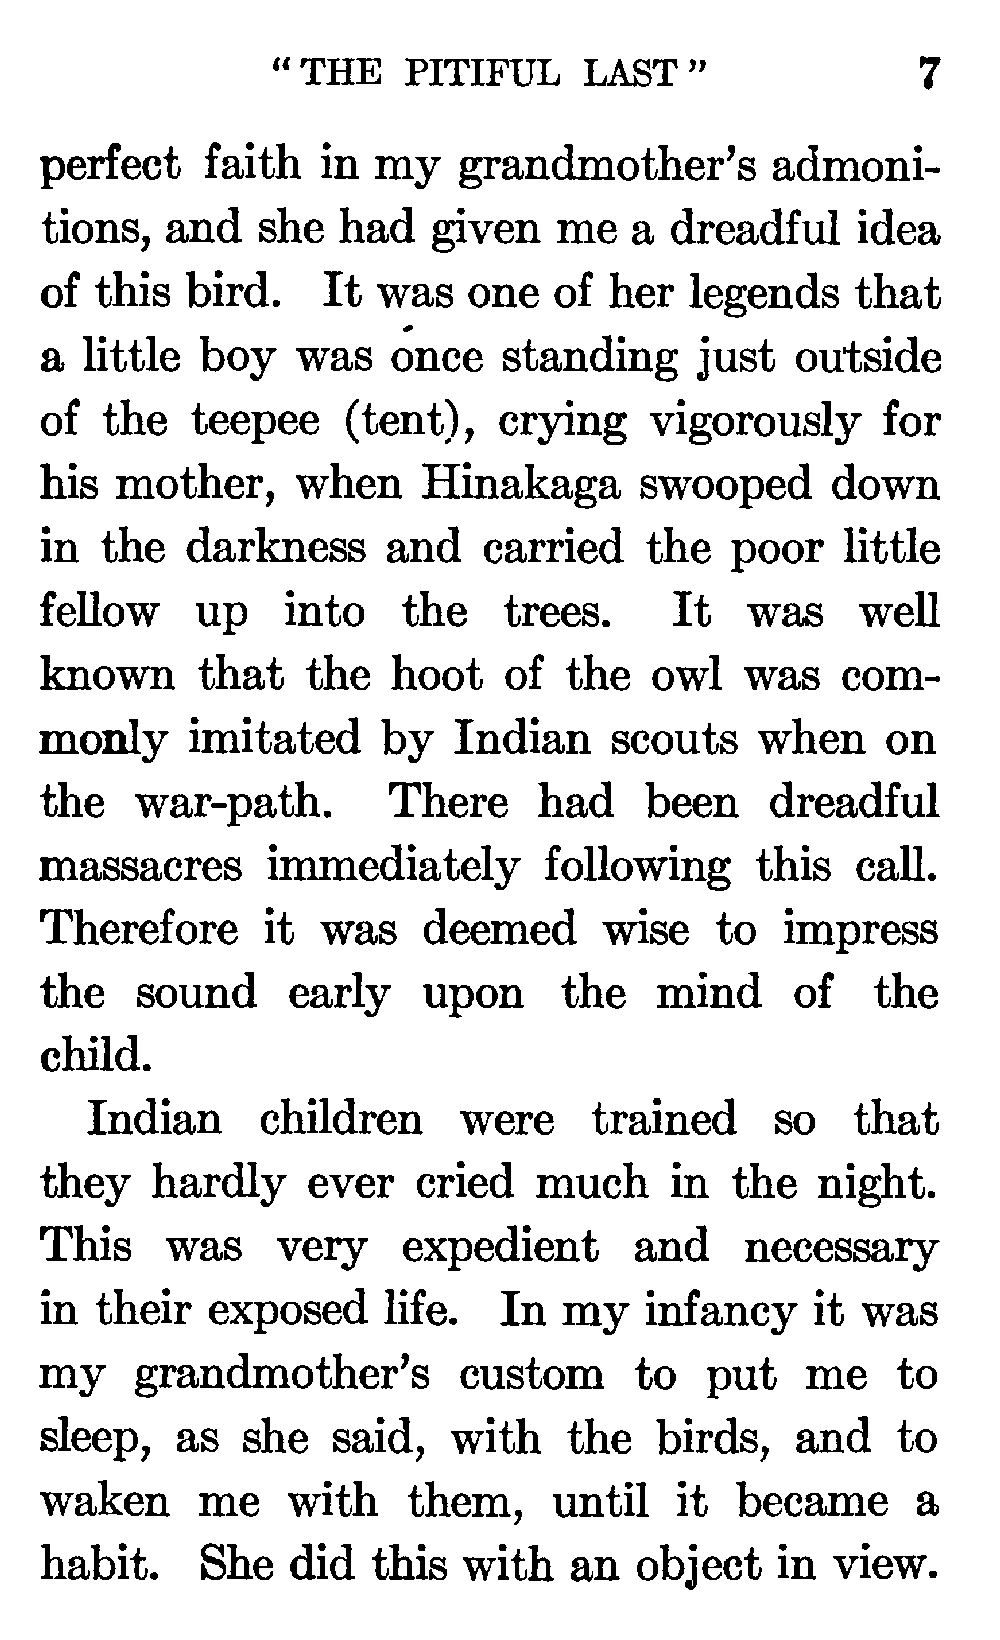 “THE PITIFUL LAST” 7
perfect faith in my grandmother’s admoni-
tions, and she had given me a dreadful idea
of this bird. It was one of her legends that
a little boy was once standing just outside
of the teepee (tent), crying vigorously for
his mother, when Hinakaga swooped down
in the darkness and carried the poor little
fellow up into the trees. It was well
known that the hoot of the owl was com-
monly imitated by Indian scouts when on
the war-path. There had been dreadful
massacres immediately following this call.
Therefore it was deemed wise to impress
the sound early upon the mind of the
child.
Indian children were trained so that
they hardly ever cried much in the night.
This was very expedient and necessary
in their exposed life. In my infancy it was
my grandmother’s custom to put me to
sleep, as she said, with the birds, and to
waken me with them, until it became a
habit. She did this with an object in view.